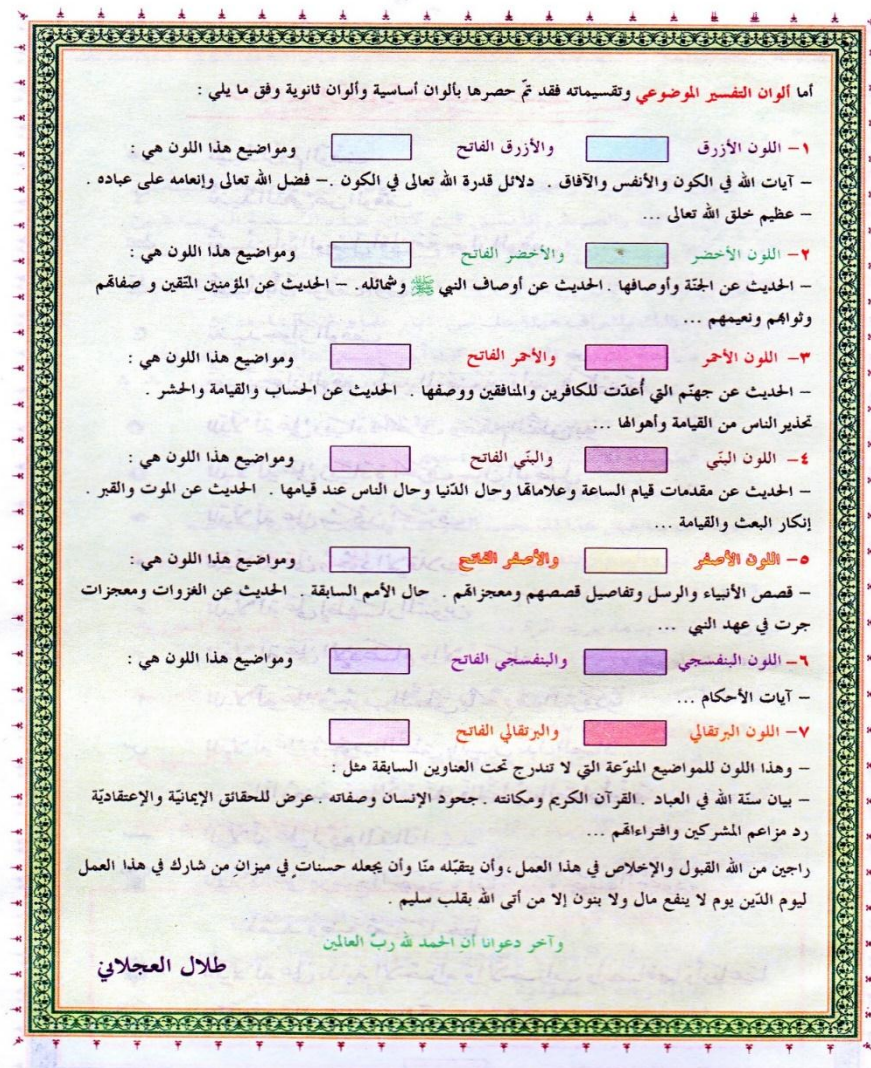 أما ألوان التفسير الموضوعي وتقسيماته فقد تمّ حصرها بألوان أساسية وألوان ثانوية وفق ما يلي :
١- اللون الأزرق والأزرق الفاتح ومواضيع هذا اللون هي :
– آيات الله في الكون والأنفس والآفاق . دلائل قدرة الله تعالى في الكون .– فضل الله تعالى وإنعامه على عباده .
– عظيم خلق الله تعالى ...
٢- اللون الأخضر والأخضر الفاتح ومواضيع هذا اللون هي :
– الحديث عن الجنّة وأوصافها . الحديث عن أوصاف النبي ﷺ وشمائله. – الحديث عن المؤمنين المتّقين و صفاتهم
وثوابهم ونعيمهم ...
٣- اللون الأحمر والأحمر الفاتح ومواضيع هذا اللون هي :
– الحديث عن جهنّم التي أُعدّت للكافرين والمنافقين ووصفها . الحديث عن الحساب والقيامة والحشر .
تحذير الناس من القيامة وأهوالها ...
٤- اللون البنّي والبنّي الفاتح ومواضيع هذا اللون هي :
– الحديث عن مقدمات قيام الساعة وعلاماتها وحال الدّنيا وحال الناس عند قيامها . الحديث عن الموت والقبر .
إنكار البعث والقيامة ...
٥- اللون الأصفر والأصفر الفاتح ومواضيع هذا اللون هي :
– قصص الأنبياء والرسل وتفاصيل قصصهم ومعجزاتهم . حال الأمم السابقة . الحديث عن الغزوات ومعجزات
جرت في عهد النبي ...
٦- اللون البنفسجي والبنفسجي الفاتح ومواضيع هذا اللون هي :
– آيات الأحكام ...
٧- اللون البرتقالي والبرتقالي الفاتح
– وهذا اللون للمواضيع المنوّعة التي لا تندرج تحت العناوين السابقة مثل :
– بيان سنّة الله في العباد . القرآن الكريم ومكانته . جحود الإنسان وصفاته . عرض للحقائق الإيمانيّة والإعتقاديّة
رد مزاعم المشركين وافتراءاتهم ...
راجين من الله القبول والإخلاص في هذا العمل ، وأن يتقبّله منّا وأن يجعله حسنات في ميزان من شارك في هذا العمل
ليوم الدّين يوم لا ينفع مال ولا بنون إلا من أتى الله بقلب سليم .
وآخر دعوانا أن الحمد لله ربّ العالمين
طلال العجلاني